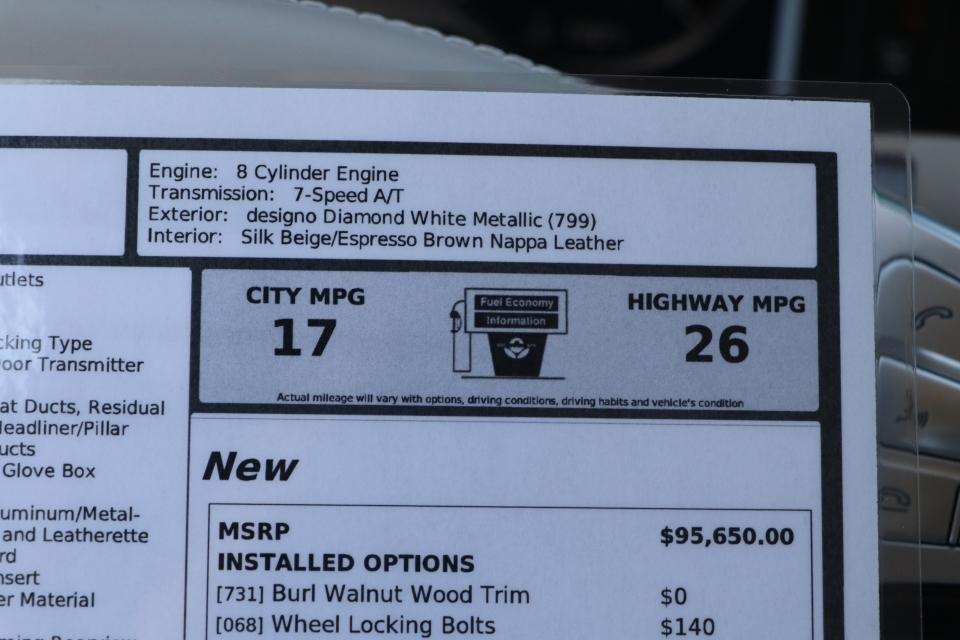 Engine: 8 Cylinder Engine
Transmission: 7-Speed A/T
Exterior: designo Diamond White Metallic (799)
Interior: Silk Beige/Espresso Brown Nappa Leather
utlets
cking Type
oor Transmitter
at Ducts, Residual
Headliner/Pillar
ucts
Glove Box
uminum/Metal-
and Leatherette
rd
nsert
er Material
CITY MPG
17
Fuel Economy
Information
HIGHWAY MPG
26
Actual mileage will vary with options, driving conditions, driving habits and vehicle's condition
New
MSRP $95,650.00
INSTALLED OPTIONS
[731] Burl Walnut Wood Trim $0
[068] Wheel Locking Bolts $140